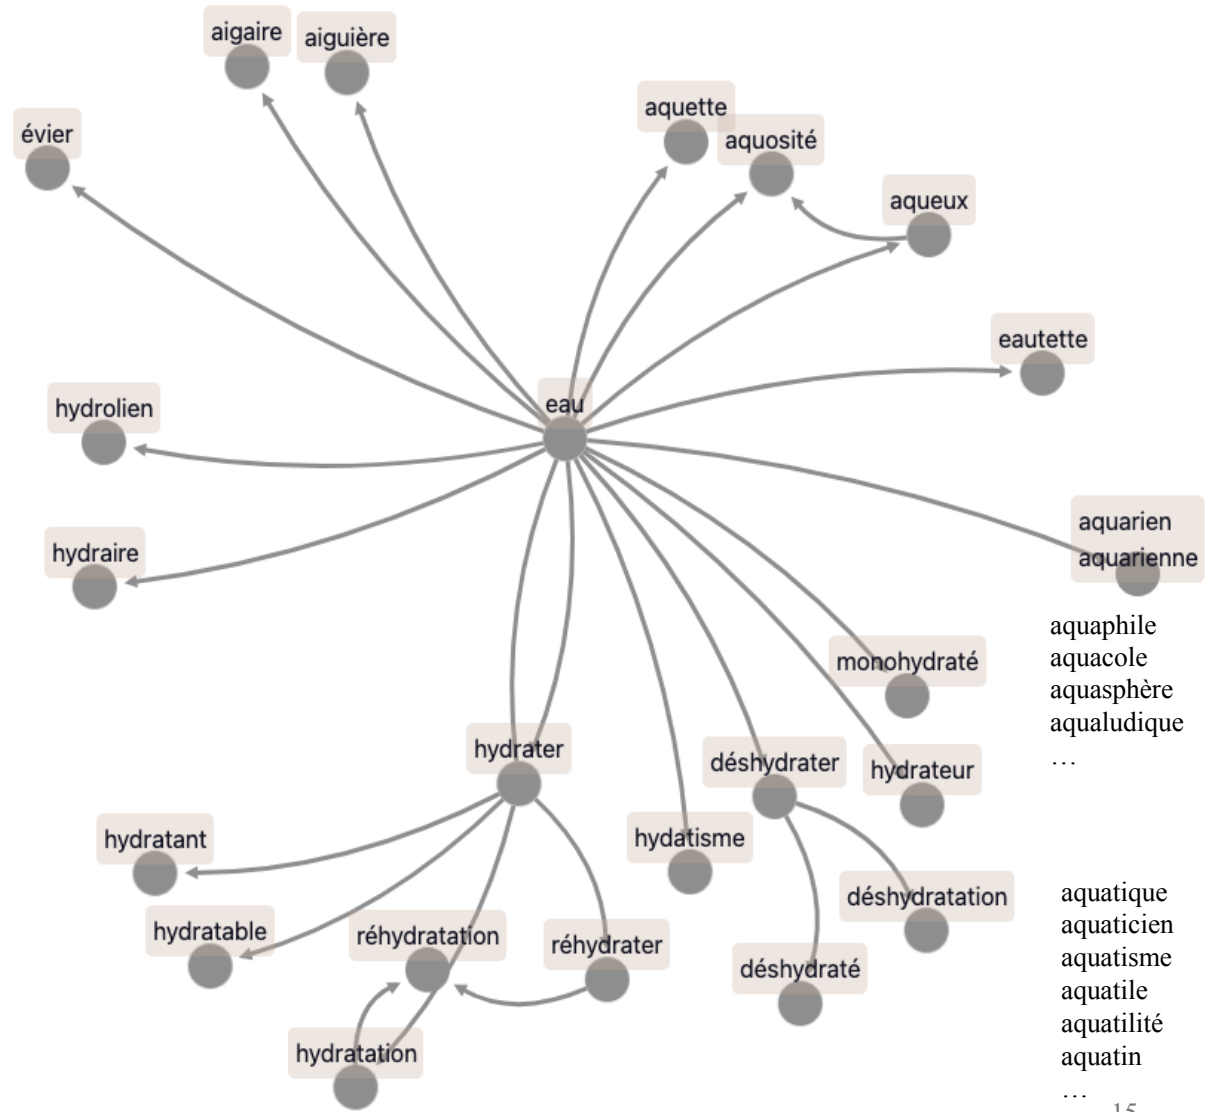 aigaire
aiguière
aquette
évier
aquosité
aqueux
eautette
eau
hydrolien
aquarien
aquarienne
hydraire
aquaphile
aquacole
monohydraté
aquasphère
aqualudique
hydrater
déshydrater
hydrateur
…
hydratant
hydatisme
aquatique
déshydratation
aquaticien
hydratable
réhydratation
réhydrater
aquatisme
déshydraté
aquatile
aquatilité
hydratation
aquatin
…
15